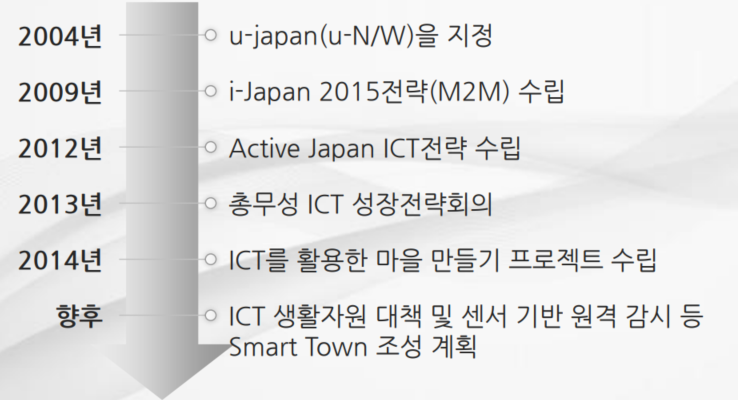 2004년 u-japan(u-N/W)을 지정
2009년 i-Japan 2015전략(M2M) 수립
2012년 Active Japan ICT전략 수립
2013년 총무성 ICT 성장전략회의
2014년 ICT를 활용한 마을 만들기 프로젝트 수립
향후 ICT 생활자원 대책 및 센서 기반 원격 감시 등
Smart Town 조성 계획